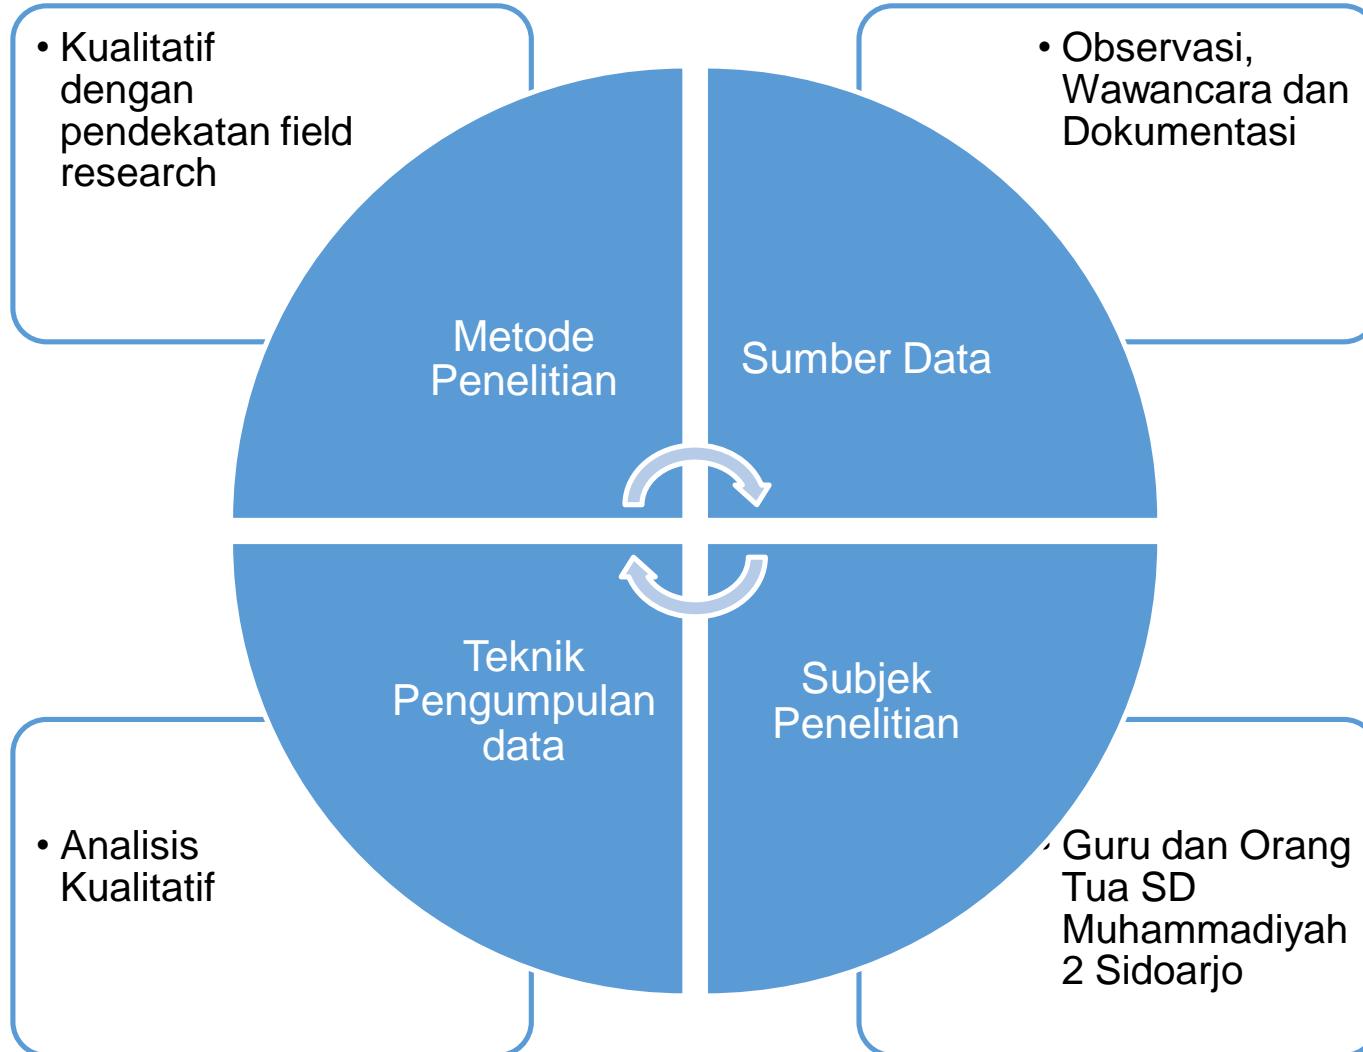 • Kualitatif
dengan
pendekatan field
research
• Observasi,
Wawancara dan
Dokumentasi
Metode
Penelitian
Sumber Data
Teknik
Pengumpulan
data
Subjek
Penelitian
• Analisis
Kualitatif
• Guru dan Orang
Tua SD
Muhammadiyah
2 Sidoarjo